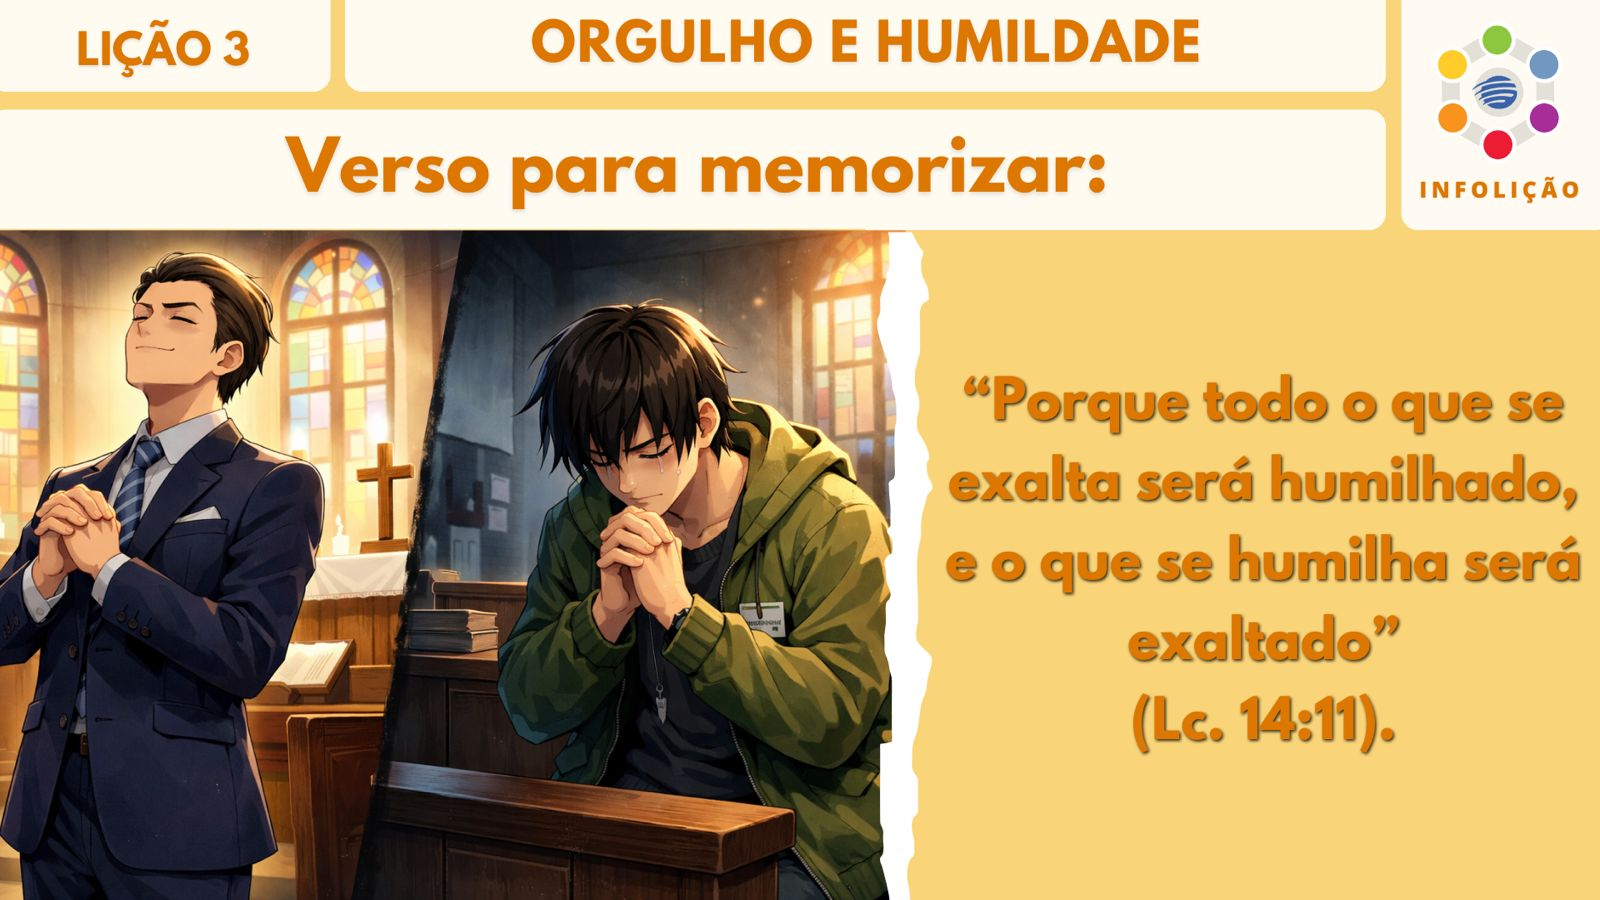 LIÇÃO 3
ORGULHO E HUMILDADE
INFOLIÇÃO
Verso para memorizar:
“Porque todo o que se
exalta será humilhado,
e o que se humilha será
exaltado”
(Lc. 14:11).